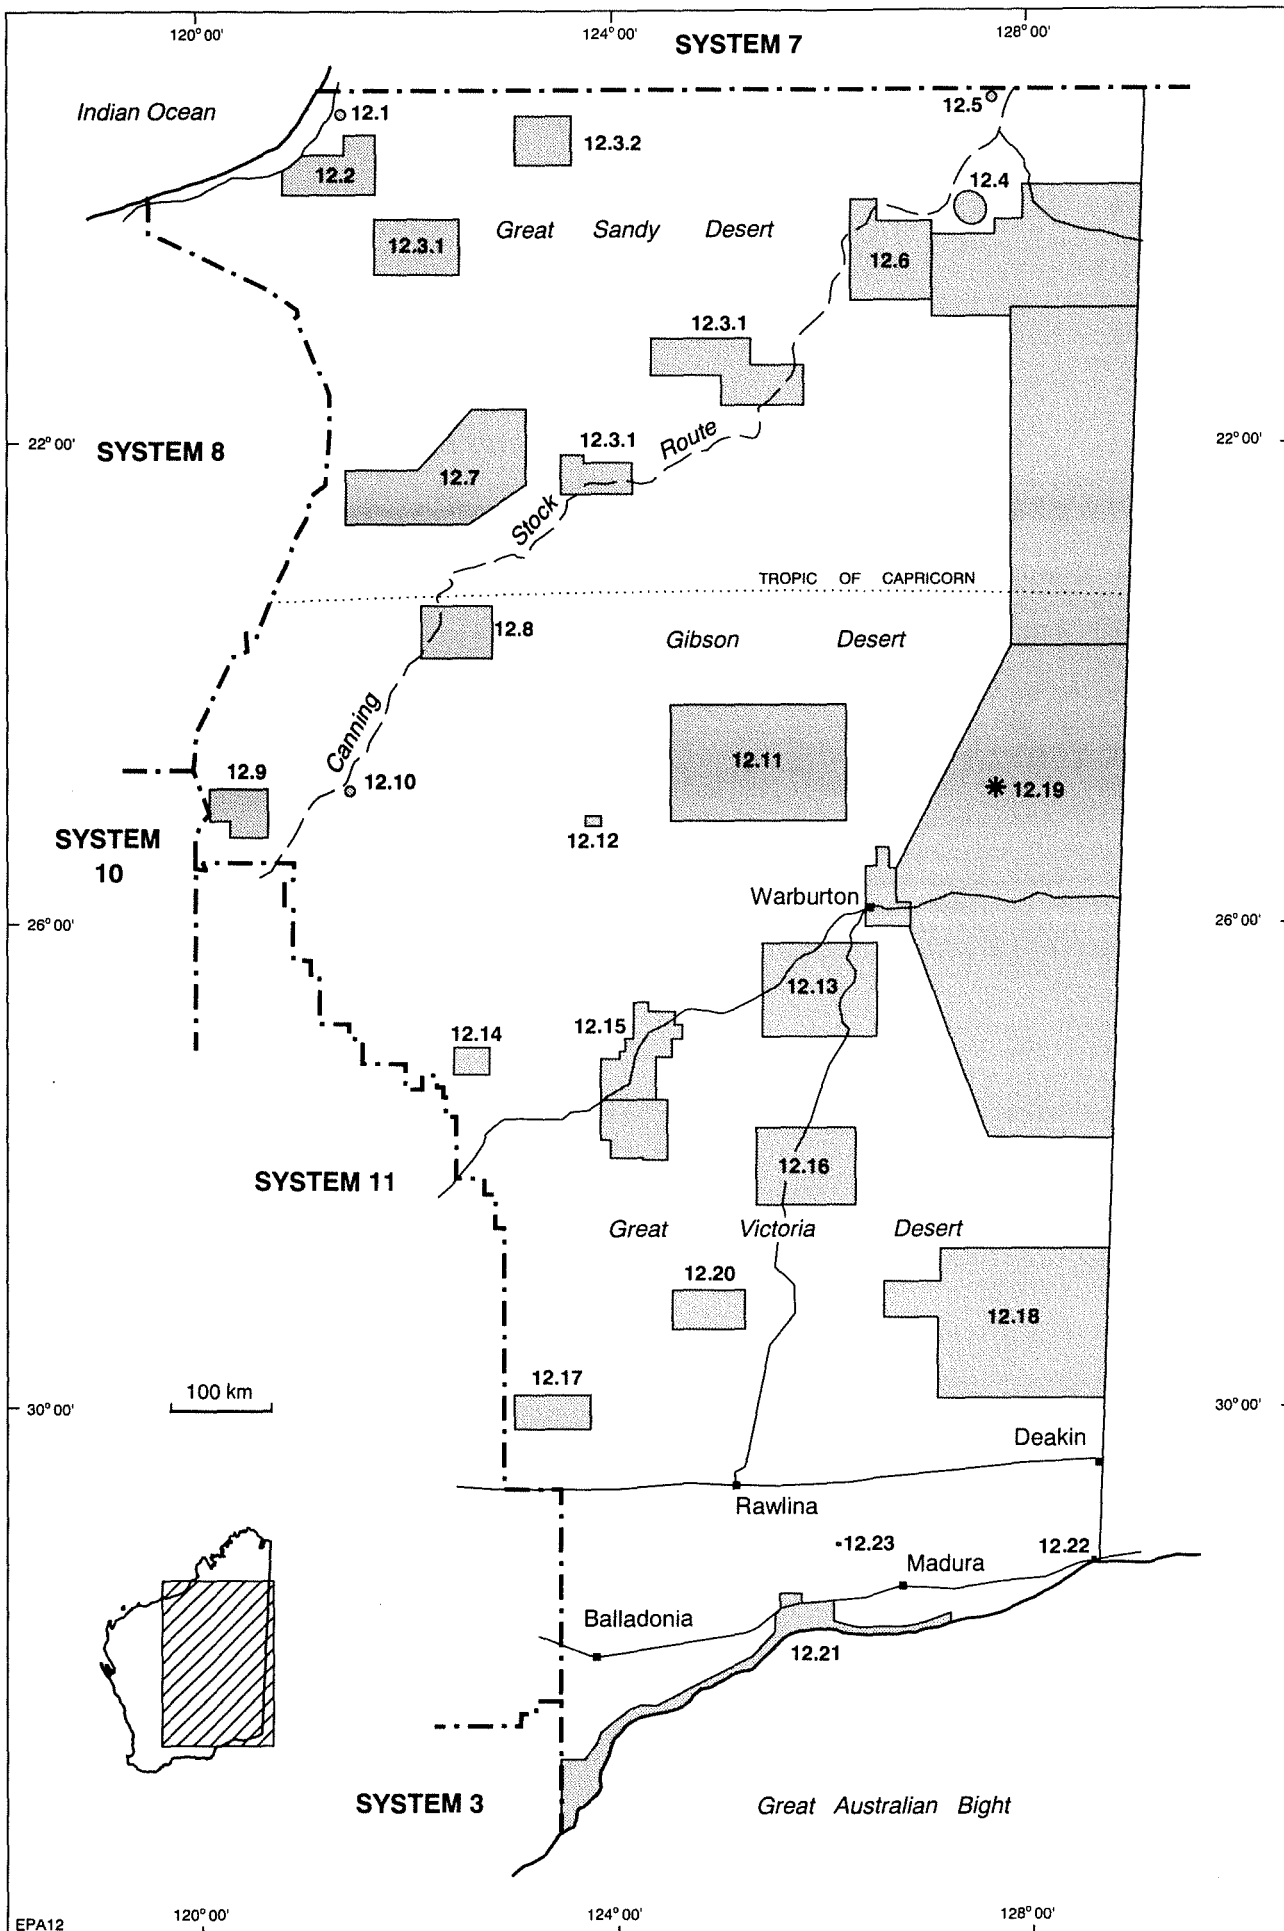 120° 00'
124° 00'
128° 00'
SYSTEM 7
Indian Ocean
12.1
12.5
12.3.2
12.2
12.4
Great Sandy Desert
12.3.1
12.6
12.3.1
22° 00'
SYSTEM 8
12.3.1
Route
22° 00'
12.7
Stock
TROPIC OF CAPRICORN
12.8
Gibson Desert
Canning
12.11
12.9
12.10
12.19
SYSTEM
10
12.12
Warburton
26° 00'
26° 00'
12.13
12.14
12.15
12.16
SYSTEM 11
Great Victoria Desert
12.20
12.18
12.17
100 km
30° 00'
30° 00'
Deakin
Rawlina
12.23
12.22
Madura
Balladonia
12.21
SYSTEM 3
Great Australian Bight
EPA12
120° 00'
124° 00'
128° 00'